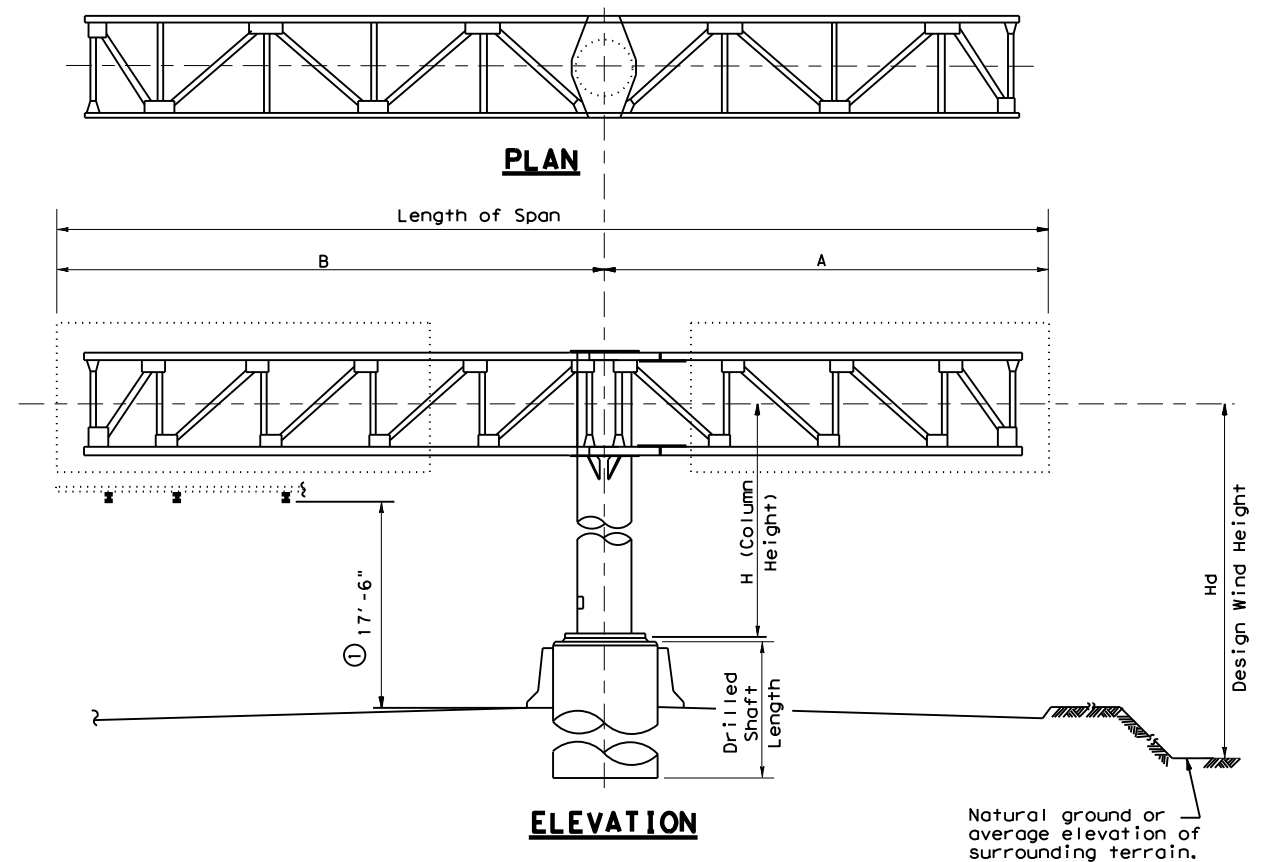 PLAN
Length of Span
B
A
H (Column
Height)
① 17'-6"
Hd
Design Wind Height
Drilled
Shaft
Length
ELEVATION
Natural ground or
average elevation of
surrounding terrain.